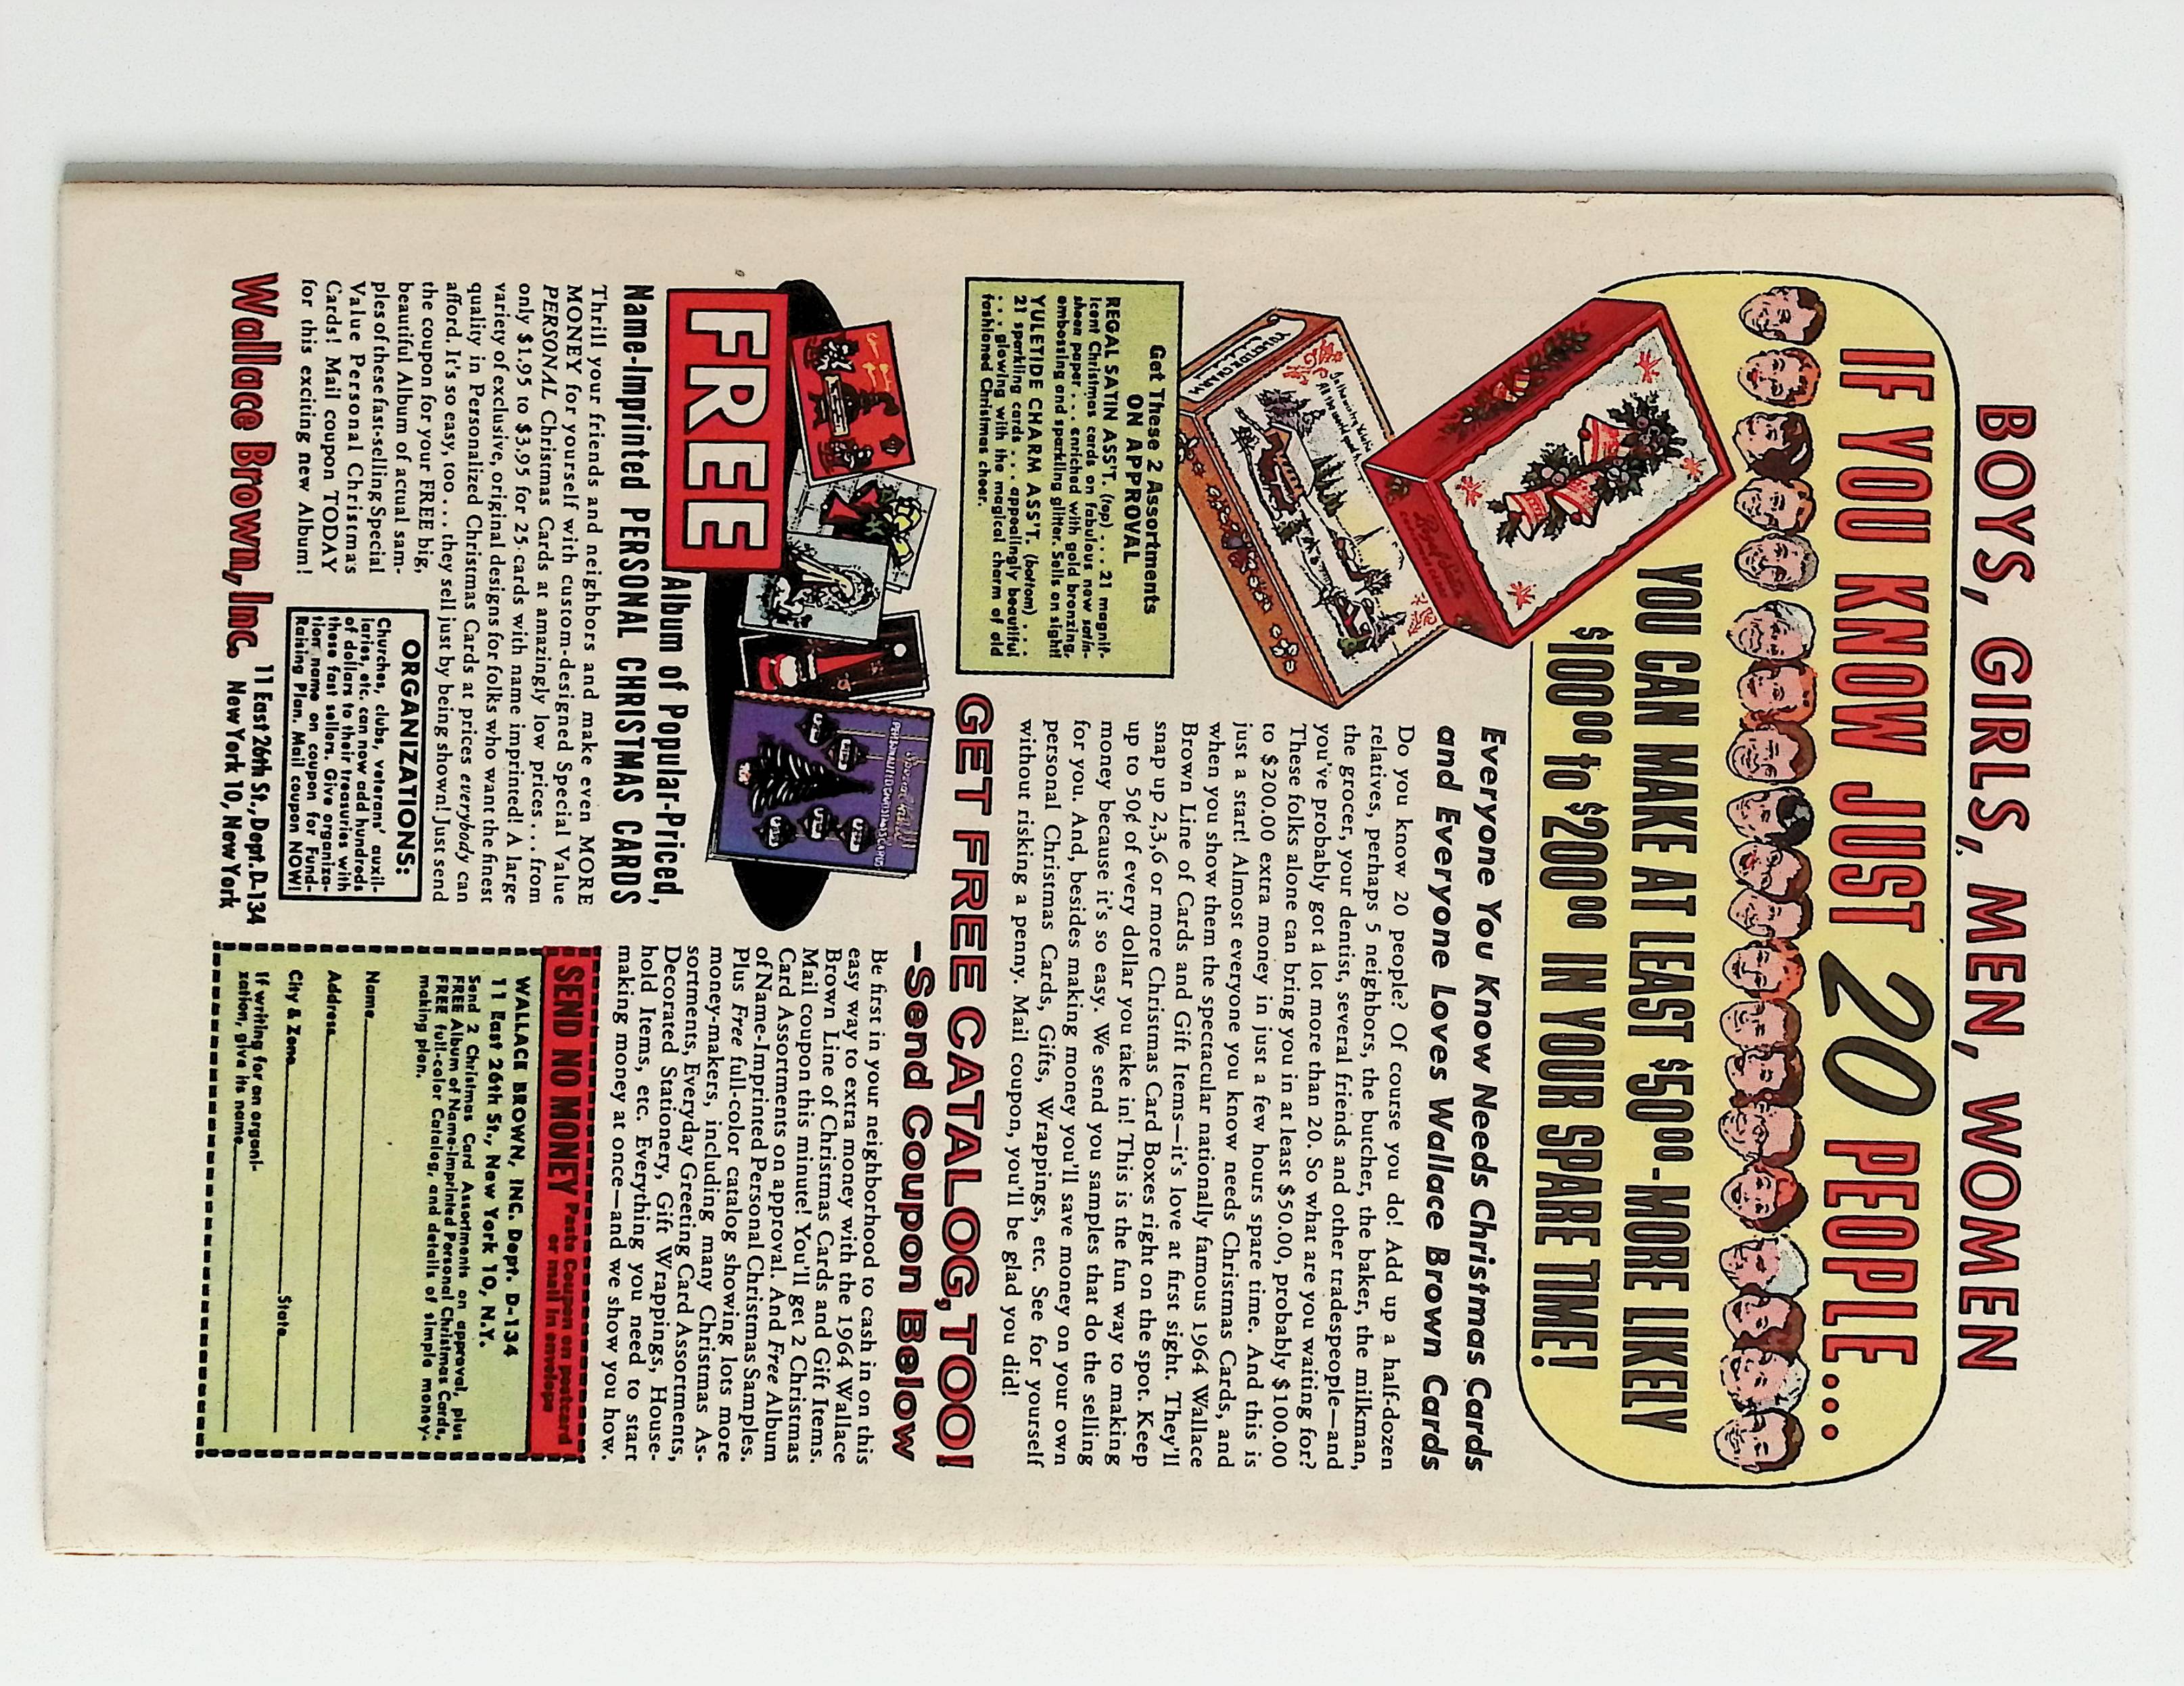 BOYS, GIRLS, MEN, WOMEN
IF YOU KNOW JUST 20 PEOPLE...
YOU CAN MAKE AT LEAST $50⁰⁰-MORE LIKELY
$100⁰⁰ to $200⁰⁰ IN YOUR SPARE TIME!
Everyone You Know Needs Christmas Cards
and Everyone Loves Wallace Brown Cards
Do you know 20 people? Of course you do! Add up a half-dozen
relatives, perhaps 5 neighbors, the butcher, the baker, the milkman,
the grocer, your dentist, several friends and other tradespeople—and
you've probably got a lot more than 20. So what are you waiting for?
These folks alone can bring you in at least $50.00, probably $100.00
to $200.00 extra money in just a few hours spare time. And this is
just a start! Almost everyone you know needs Christmas Cards, and
when you show them the spectacular nationally famous 1964 Wallace
Brown Line of Cards and Gift Items—it's love at first sight. They'll
snap up 2,3,6 or more Christmas Card Boxes right on the spot. Keep
up to 50¢ of every dollar you take in! This is the fun way to making
money because it's so easy. We send you samples that do the selling
for you. And, besides making money you'll save money on your own
personal Christmas Cards, Gifts, Wrappings, etc. See for yourself
without risking a penny. Mail coupon, you'll be glad you did!
YULETIDE CHARM
Get These 2 Assortments
ON APPROVAL
REGAL SATIN ASS'T. (top) . . . 21 magnif-
icent Christmas cards on fabulous new satin-
sheen paper . . . enriched with gold bronzing,
embossing and sparkling glitter. Sells on sight!
YULETIDE CHARM ASS'T. (bottom) . . .
21 sparkling cards . . . appealingly beautiful
. . . glowing with the magical charm of old
fashioned Christmas cheer.
GET FREE CATALOG, TOO!
—Send Coupon Below
FREE
Album of Popular-Priced,
Name-Imprinted PERSONAL CHRISTMAS CARDS
Thrill your friends and neighbors and make even MORE
MONEY for yourself with custom-designed Special Value
PERSONAL Christmas Cards at amazingly low prices . . . from
only $1.95 to $3.95 for 25 cards with name imprinted! A large
variety of exclusive, original designs for folks who want the finest
quality in Personalized Christmas Cards at prices everybody can
afford. It's so easy, too . . . they sell just by being shown! Just send
the coupon for your FREE big,
beautiful Album of actual sam-
ples of these fast-selling Special
Value Personal Christmas
Cards! Mail coupon TODAY
for this exciting new Album!
ORGANIZATIONS:
Churches, clubs, veterans' auxil-
iaries, etc. can now add hundreds
of dollars to their treasuries with
these fast sellers. Give organiza-
tion name on coupon for Fund-
Raising Plan. Mail coupon NOW!
Wallace Brown, Inc. 11 East 26th St., Dept. D-134
New York 10, New York
Be first in your neighborhood to cash in on this
easy way to extra money with the 1964 Wallace
Brown Line of Christmas Cards and Gift Items.
Mail coupon this minute! You'll get 2 Christmas
Card Assortments on approval. And Free Album
of Name-Imprinted Personal Christmas Samples.
Plus Free full-color catalog showing lots more
money-makers, including many Christmas As-
sortments, Everyday Greeting Card Assortments,
Decorated Stationery, Gift Wrappings, House-
hold Items, etc. Everything you need to start
making money at once—and we show you how.
SEND NO MONEY Paste Coupon on postcard
or mail in envelope
WALLACE BROWN, INC. Dept. D-134
11 East 26th St., New York 10, N.Y.
Send 2 Christmas Card Assortments on approval, plus
FREE Album of Name-Imprinted Personal Christmas Cards,
FREE full-color Catalog, and details of simple money-
making plan.
Name
Address
City & Zone State
If writing for an organi-
zation, give its name